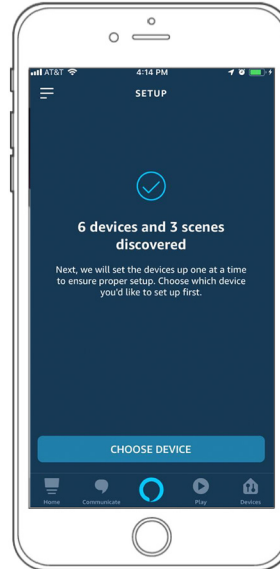 AT&T 4:14 PM
SETUP
6 devices and 3 scenes
discovered
Next, we will set the devices up one at a time
to ensure proper setup. Choose which device
you'd like to set up first.
CHOOSE DEVICE
Home Communicate Play Devices